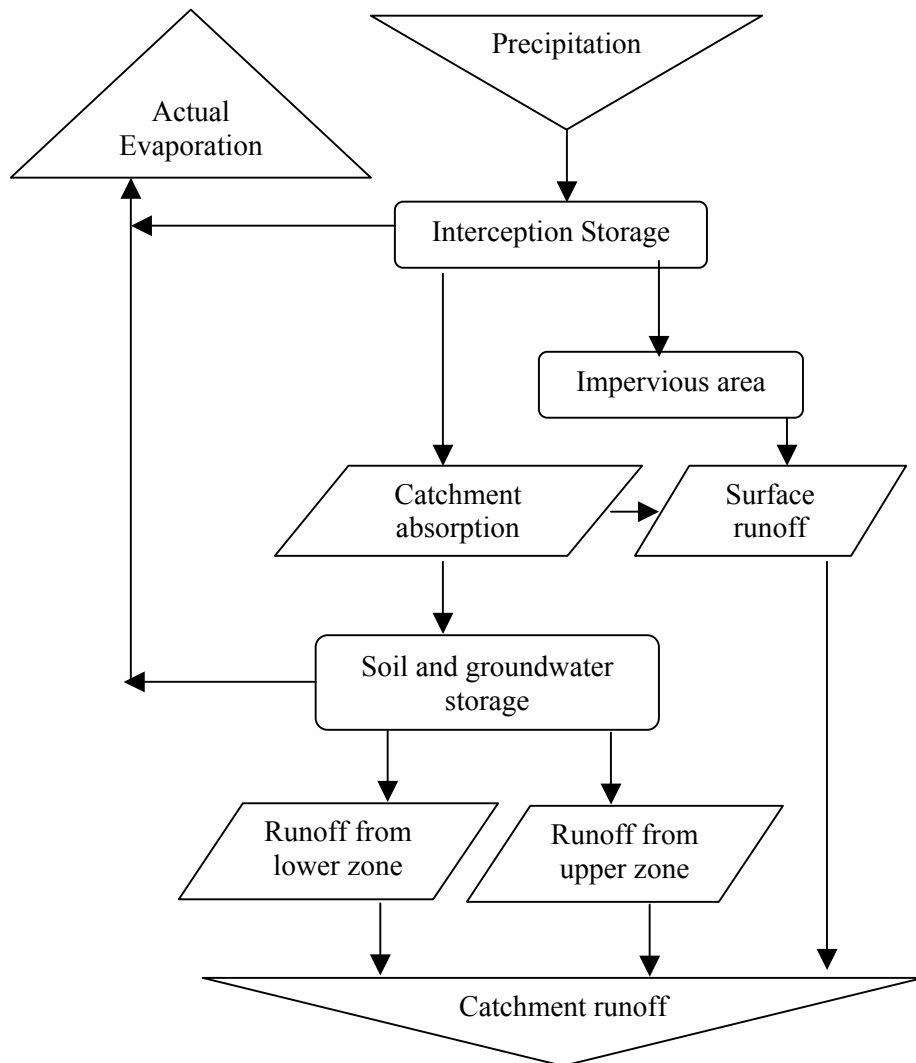 Precipitation
Actual
Evaporation
Interception Storage
Impervious area
Catchment
absorption
Surface
runoff
Soil and groundwater
storage
Runoff from
lower zone
Runoff from
upper zone
Catchment runoff